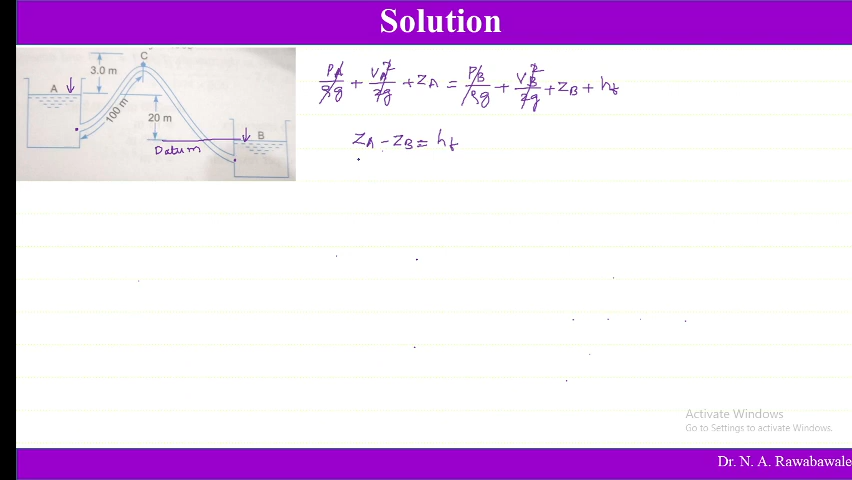 Solution
C
3.0 m
A
100 m
20 m
B
Datum
PA/ρg + VA²/2g + ZA = PB/ρg + VB²/2g + ZB + hf
ZA - ZB = hf
Activate Windows
Go to Settings to activate Windows.
Dr. N. A. Rawabawale